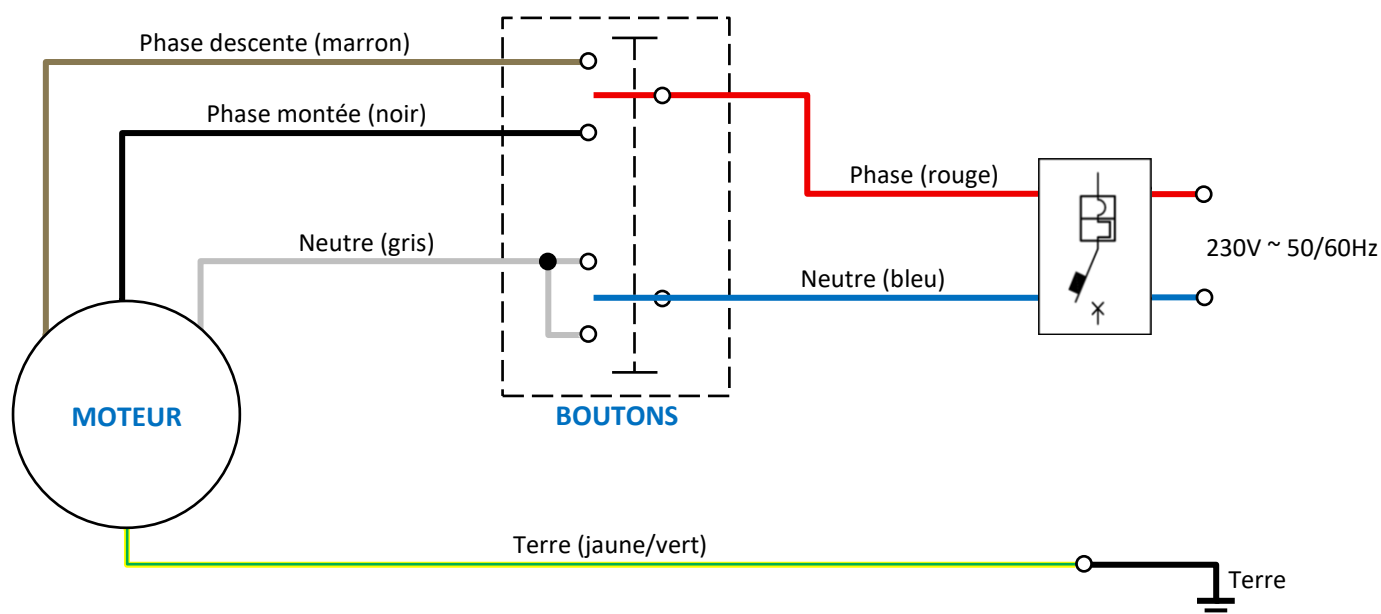 Phase descente (marron)
Phase montée (noir)
Phase (rouge)
Neutre (gris)
230V ~ 50/60Hz
Neutre (bleu)
MOTEUR
BOUTONS
Terre (jaune/vert)
Terre